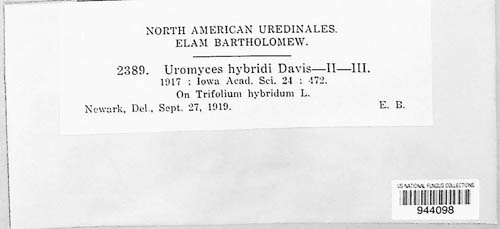 NORTH AMERICAN UREDINALES.
ELAM BARTHOLOMEW.
2389. Uromyces hybridi Davis—II—III.
1917 : Iowa Acad. Sci. 24 : 472.
On Trifolium hybridum L.
Newark, Del., Sept. 27, 1919. E. B.
US NATIONAL FUNGUS COLLECTIONS
944098